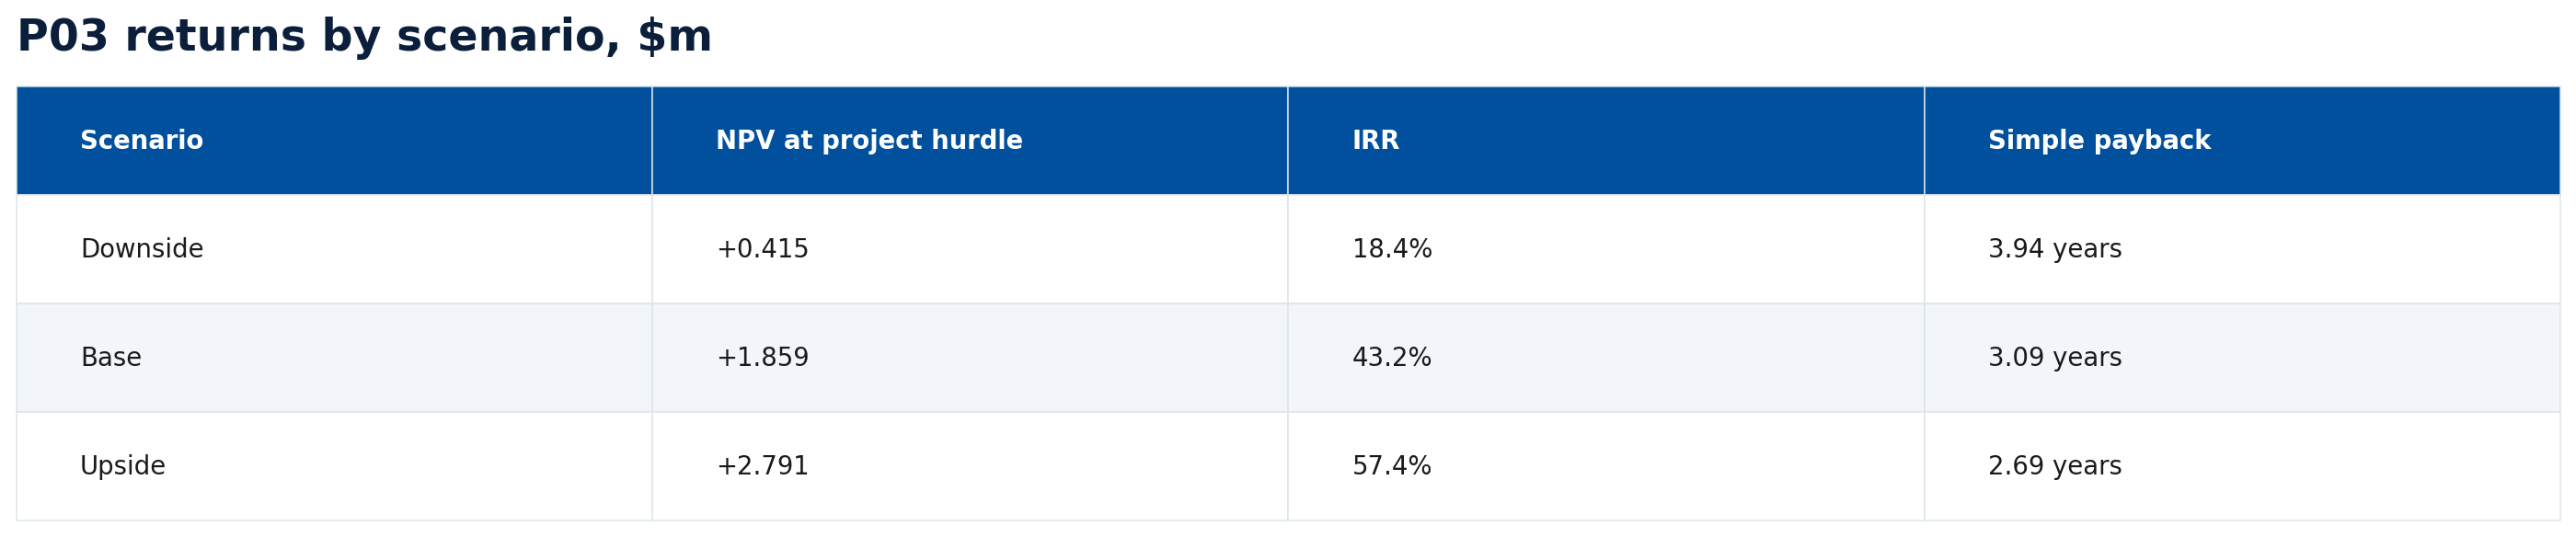 P03 returns by scenario, $m
Scenario NPV at project hurdle IRR Simple payback
Downside +0.415 18.4% 3.94 years
Base +1.859 43.2% 3.09 years
Upside +2.791 57.4% 2.69 years